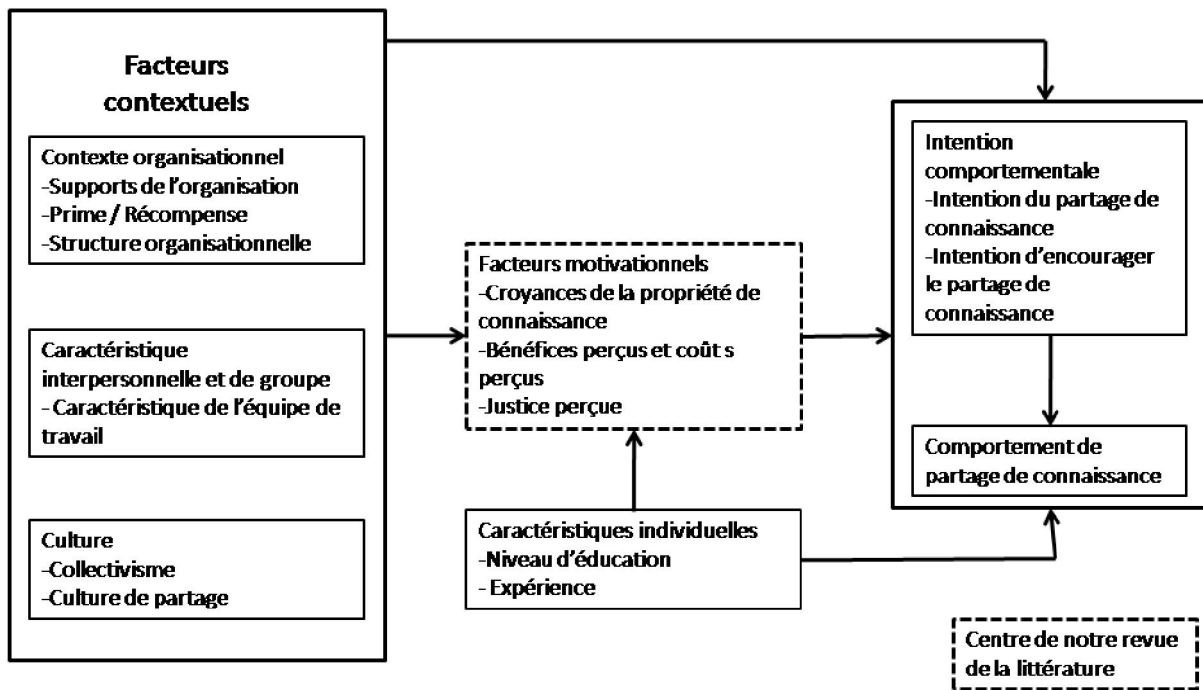 Facteurs
contextuels
Contexte organisationnel
-Supports de l'organisation
-Prime / Récompense
-Structure organisationnelle
Caractéristique
interpersonnelle et de groupe
- Caractéristique de l'équipe de
travail
Culture
-Collectivisme
-Culture de partage
Facteurs motivationnels
-Croyances de la propriété de
connaissance
-Bénéfices perçus et coût s
perçus
-Justice perçue
Caractéristiques individuelles
-Niveau d'éducation
- Expérience
Intention
comportementale
-Intention du partage de
connaissance
-Intention d'encourager
le partage de
connaissance
Comportement de
partage de connaissance
Centre de notre revue
de la littérature